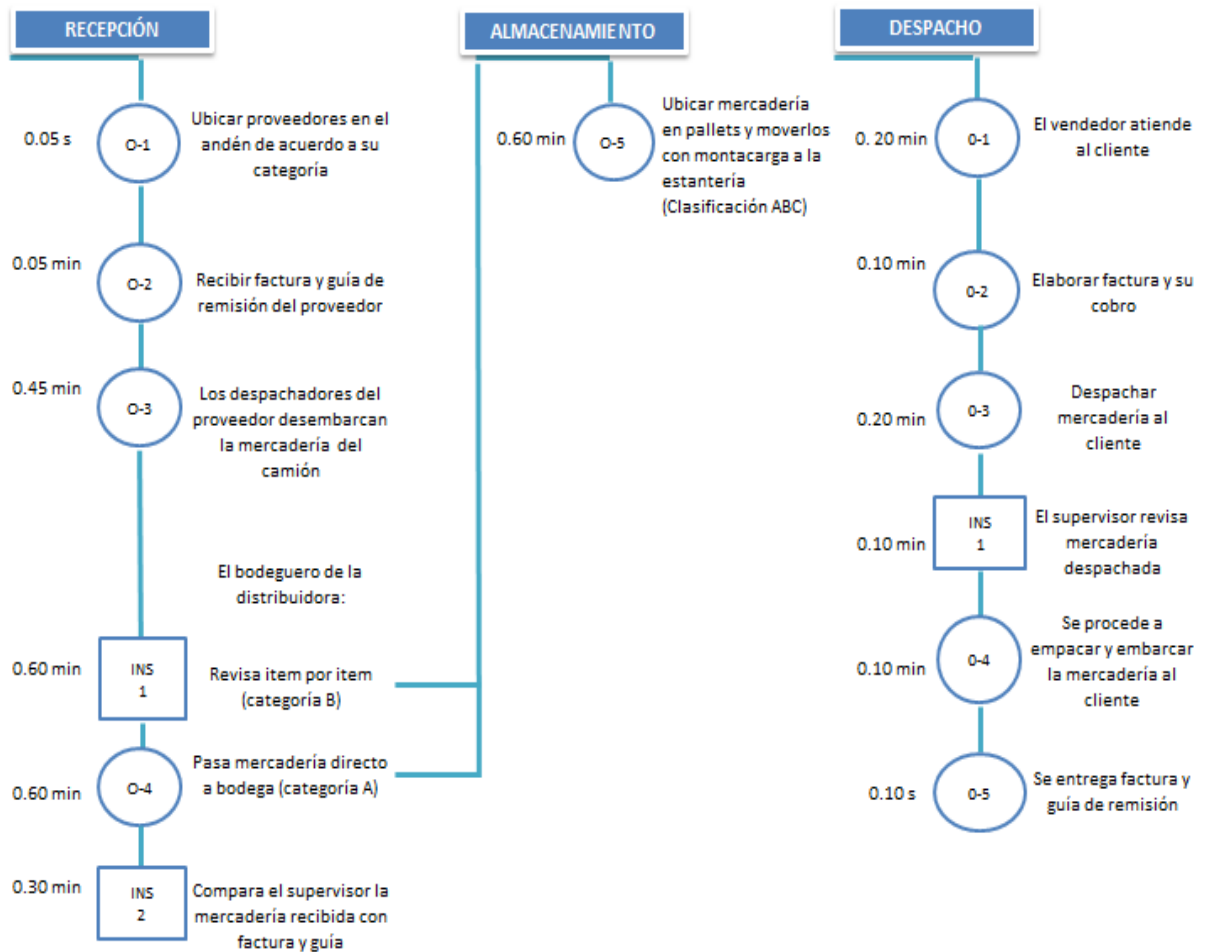 RECEPCIÓN
0.05 s
O-1
Ubicar proveedores en el
andén de acuerdo a su
categoría
0.05 min
O-2
Recibir factura y guía de
remisión del proveedor
0.45 min
O-3
Los despachadores del
proveedor desembarcan
la mercadería del
camión
El bodeguero de la
distribuidora:
0.60 min
INS
1
Revisa item por item
(categoría B)
0.60 min
O-4
Pasa mercadería directo
a bodega (categoría A)
0.30 min
INS
2
Compara el supervisor la
mercadería recibida con
factura y guía
ALMACENAMIENTO
0.60 min
O-5
Ubicar mercadería
en pallets y moverlos
con montacarga a la
estantería
(Clasificación ABC)
DESPACHO
0. 20 min
0-1
El vendedor atiende
al cliente
0.10 min
0-2
Elaborar factura y su
cobro
0.20 min
0-3
Despachar
mercadería al
cliente
0.10 min
INS
1
El supervisor revisa
mercadería
despachada
0.10 min
0-4
Se procede a
empacar y embarcar
la mercadería al
cliente
0.10 s
0-5
Se entrega factura y
guía de remisión